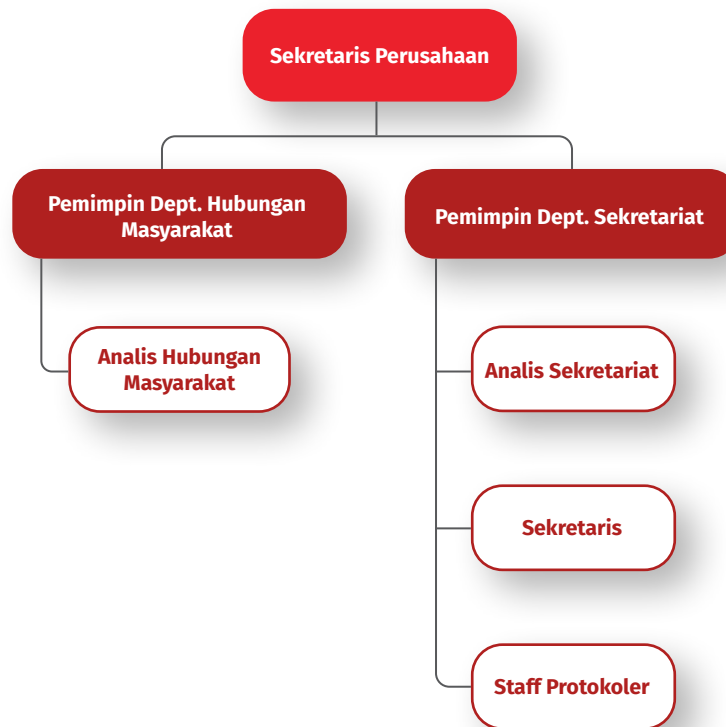 Sekretaris Perusahaan
Pemimpin Dept. Hubungan
Masyarakat
Pemimpin Dept. Sekretariat
Analis Hubungan
Masyarakat
Analis Sekretariat
Sekretaris
Staff Protokoler